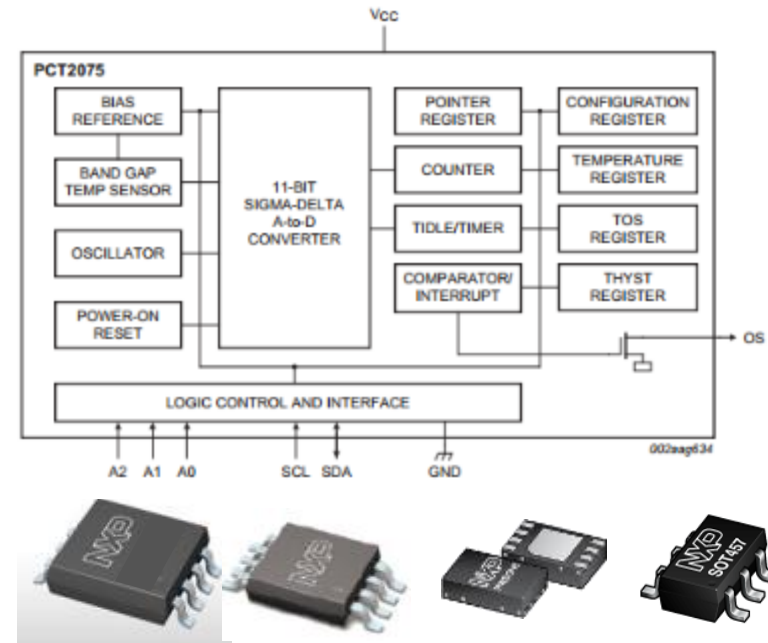 VCC
PCT2075
BIAS
REFERENCE
BAND GAP
TEMP SENSOR
OSCILLATOR
POWER-ON
RESET
11-BIT
SIGMA-DELTA
A-to-D
CONVERTER
POINTER
REGISTER
COUNTER
TIDLE/TIMER
COMPARATOR/
INTERRUPT
CONFIGURATION
REGISTER
TEMPERATURE
REGISTER
TOS
REGISTER
THYST
REGISTER
OS
LOGIC CONTROL AND INTERFACE
002aag634
A2 A1 A0 SCL SDA GND
NXP
NXP
NXP
NXP
SOT457